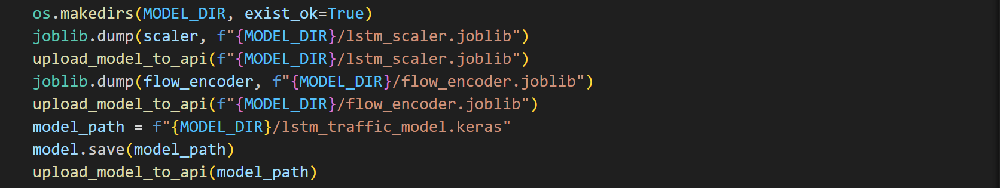 os.makedirs(MODEL_DIR, exist_ok=True)
joblib.dump(scaler, f"{MODEL_DIR}/lstm_scaler.joblib")
upload_model_to_api(f"{MODEL_DIR}/lstm_scaler.joblib")
joblib.dump(flow_encoder, f"{MODEL_DIR}/flow_encoder.joblib")
upload_model_to_api(f"{MODEL_DIR}/flow_encoder.joblib")
model_path = f"{MODEL_DIR}/lstm_traffic_model.keras"
model.save(model_path)
upload_model_to_api(model_path)